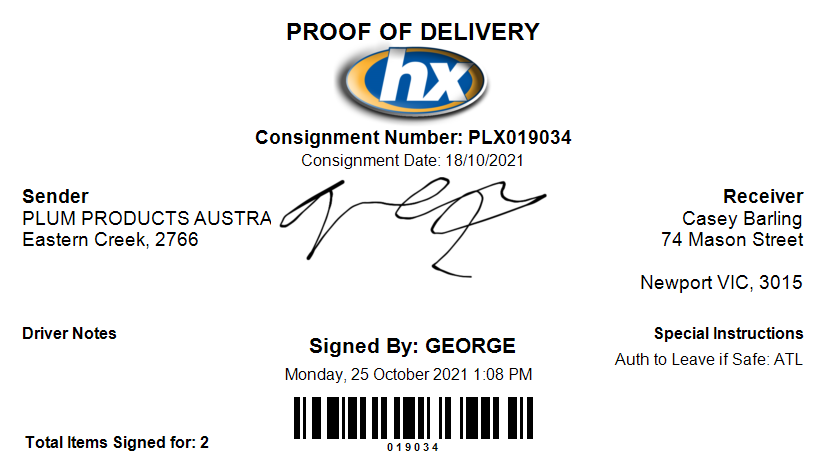 PROOF OF DELIVERY
hx
Consignment Number: PLX019034
Consignment Date: 18/10/2021
Sender
PLUM PRODUCTS AUSTRA
Eastern Creek, 2766
Receiver
Casey Barling
74 Mason Street
Newport VIC, 3015
Driver Notes
Signed By: GEORGE
Monday, 25 October 2021 1:08 PM
Special Instructions
Auth to Leave if Safe: ATL
019034
Total Items Signed for: 2